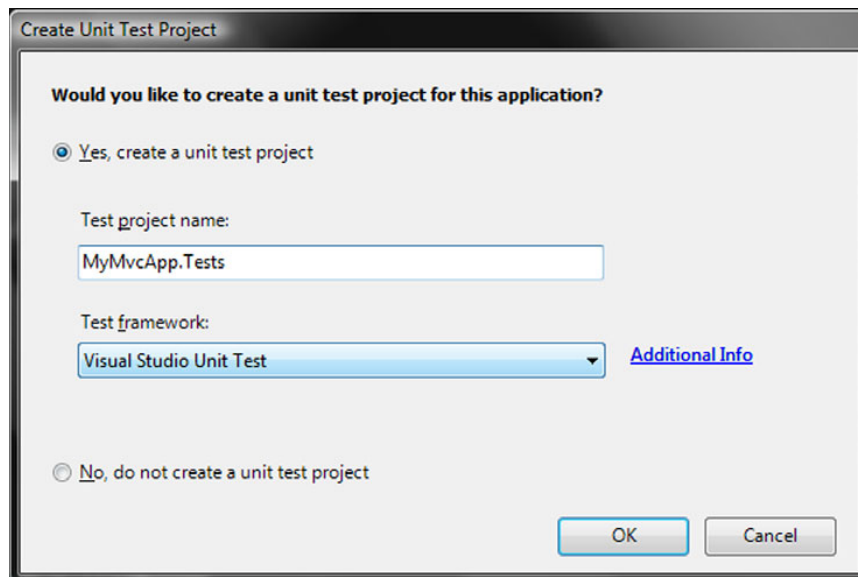 Create Unit Test Project
Would you like to create a unit test project for this application?
Yes, create a unit test project
Test project name:
MyMvcApp.Tests
Test framework:
Visual Studio Unit Test
Additional Info
No, do not create a unit test project
OK
Cancel